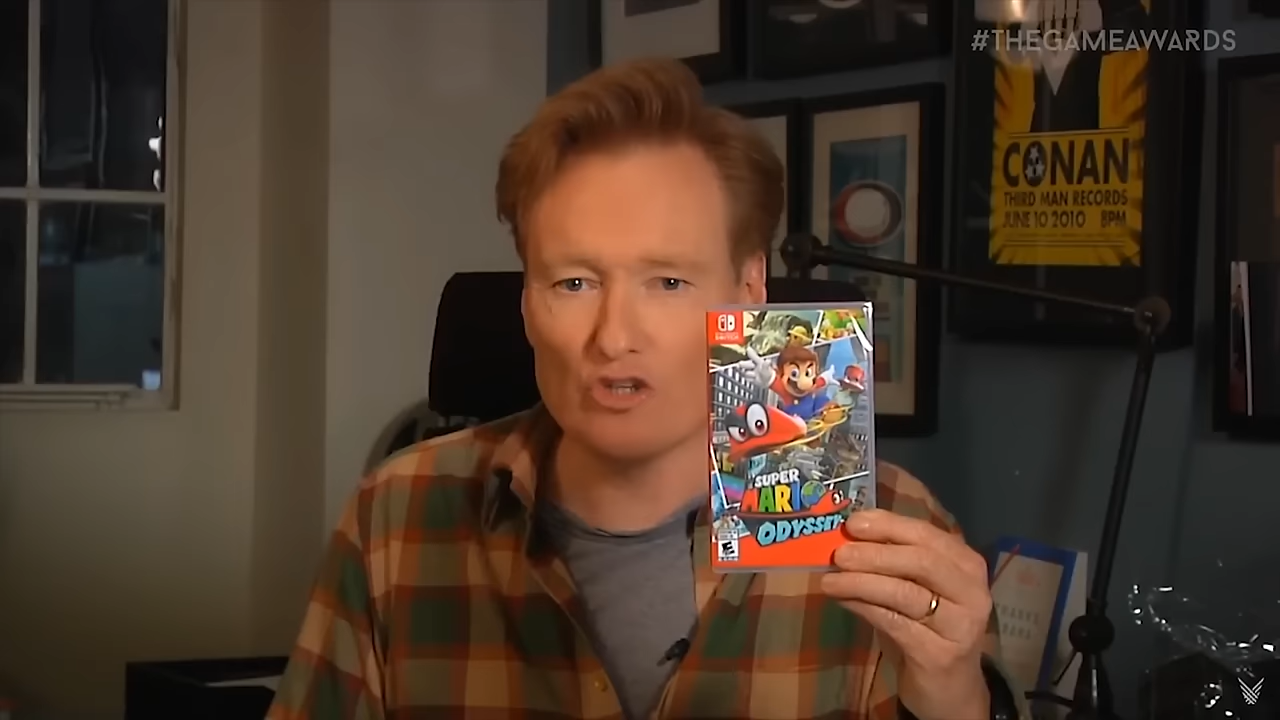 #THEGAMEAWARDS
CONAN
THIRD MAN RECORDS
JUNE 10 2010 8PM
SUPER
MARIO
ODYSSEY
E